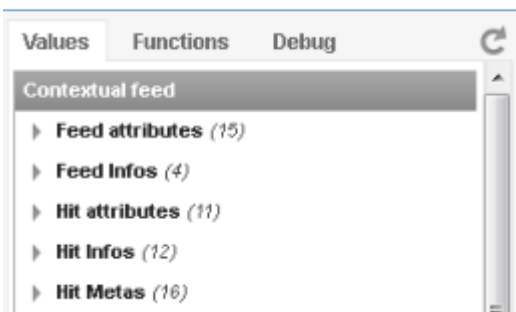 Values Functions Debug
Contextual feed
Feed attributes (15)
Feed Infos (4)
Hit attributes (11)
Hit Infos (12)
Hit Metas (16)